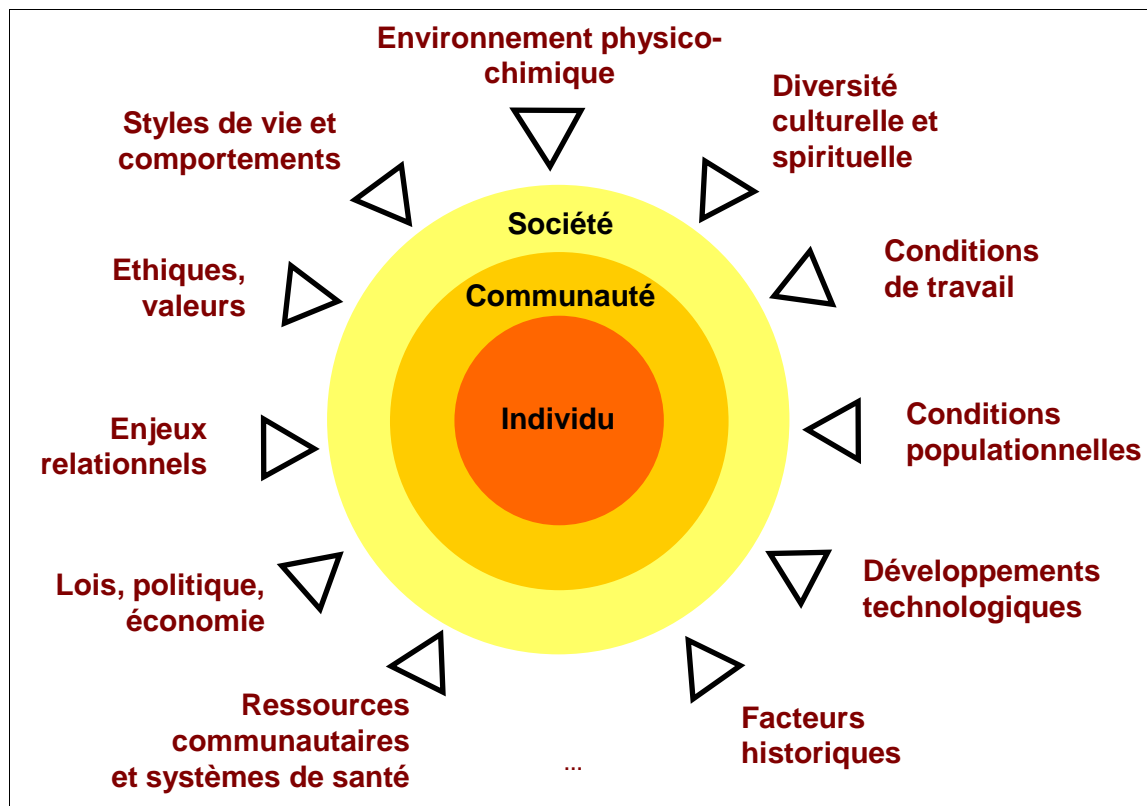 Environnement physico-
chimique
Diversité
culturelle et
spirituelle
Styles de vie et
comportements
Société
Conditions
de travail
Ethiques,
valeurs
Communauté
Individu
Conditions
populationnelles
Enjeux
relationnels
Développements
technologiques
Lois, politique,
économie
Ressources
communautaires
et systèmes de santé
Facteurs
historiques
...